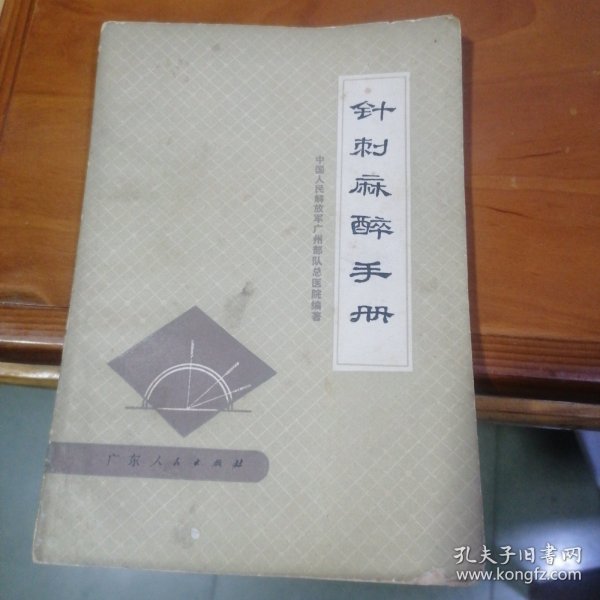 针刺麻醉手册
中国人民解放军广州部队总医院编著
广东人民出版社
孔夫子旧书网
www.kongfz.com